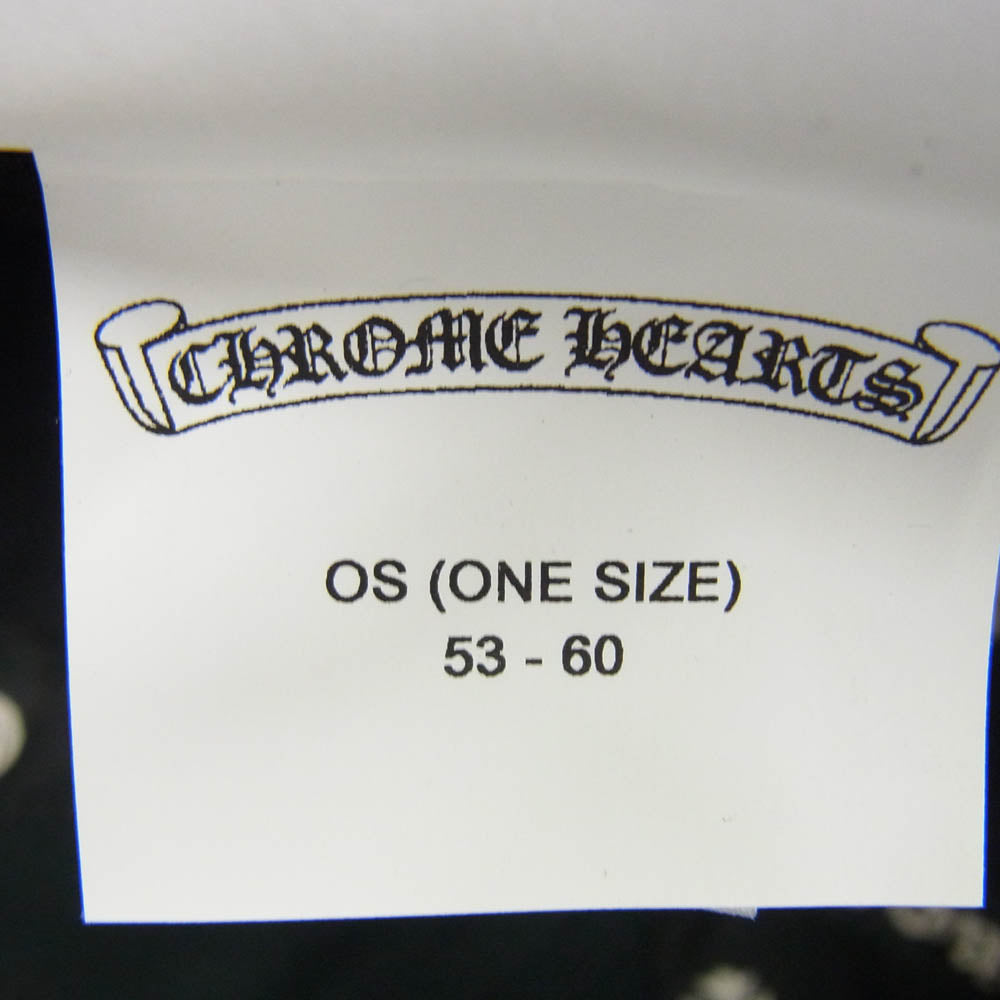 CHROME HEARTS
OS (ONE SIZE)
53 - 60